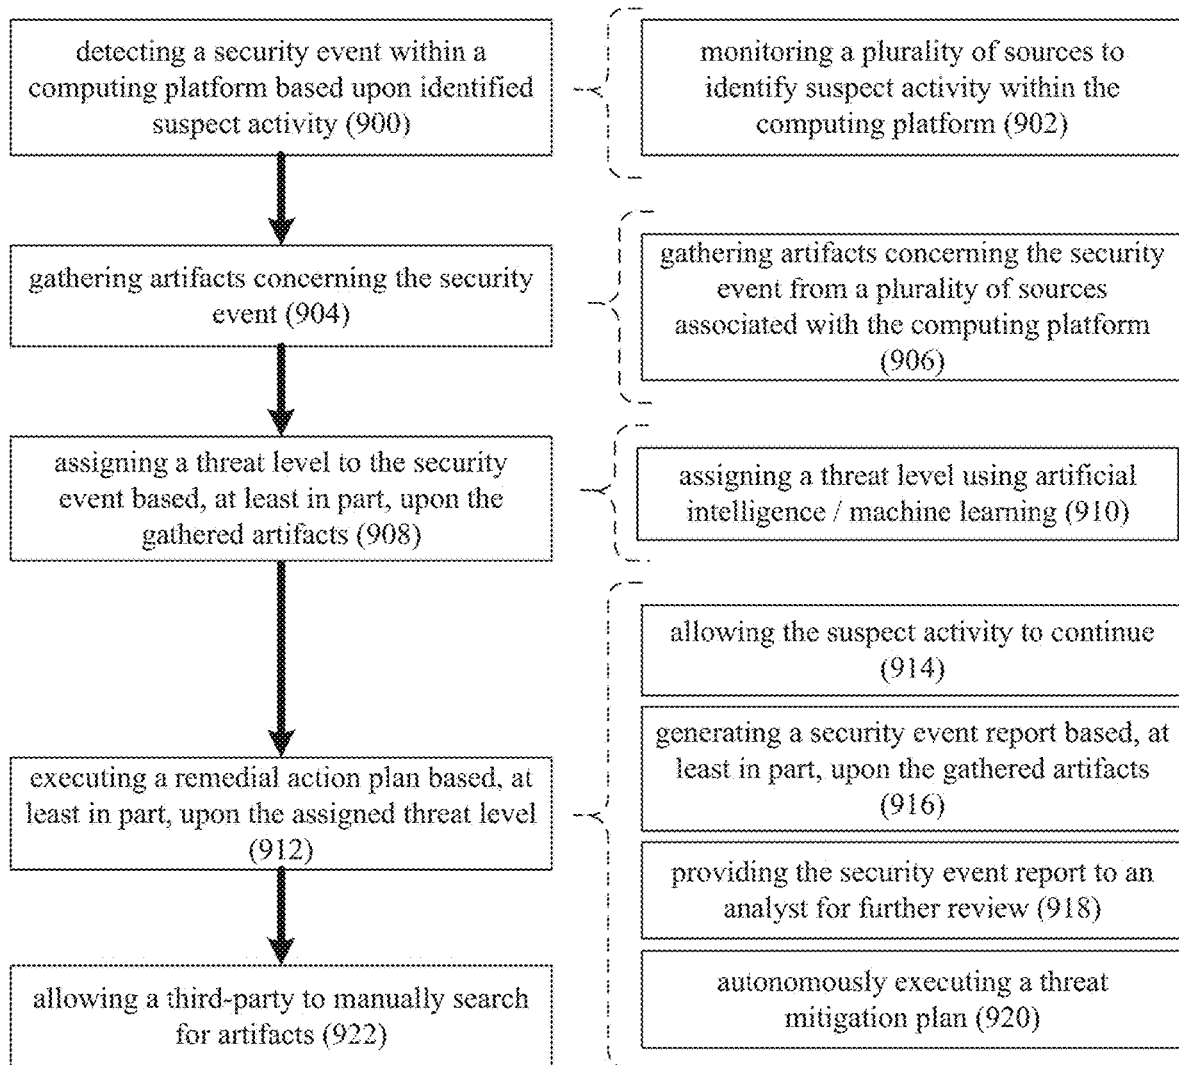 detecting a security event within a
computing platform based upon identified
suspect activity (900)
monitoring a plurality of sources to
identify suspect activity within the
computing platform (902)
gathering artifacts concerning the security
event (904)
gathering artifacts concerning the security
event from a plurality of sources
associated with the computing platform
(906)
assigning a threat level to the security
event based, at least in part, upon the
gathered artifacts (908)
assigning a threat level using artificial
intelligence / machine learning (910)
executing a remedial action plan based, at
least in part, upon the assigned threat level
(912)
allowing the suspect activity to continue
(914)
generating a security event report based, at
least in part, upon the gathered artifacts
(916)
providing the security event report to an
analyst for further review (918)
autonomously executing a threat
mitigation plan (920)
allowing a third-party to manually search
for artifacts (922)